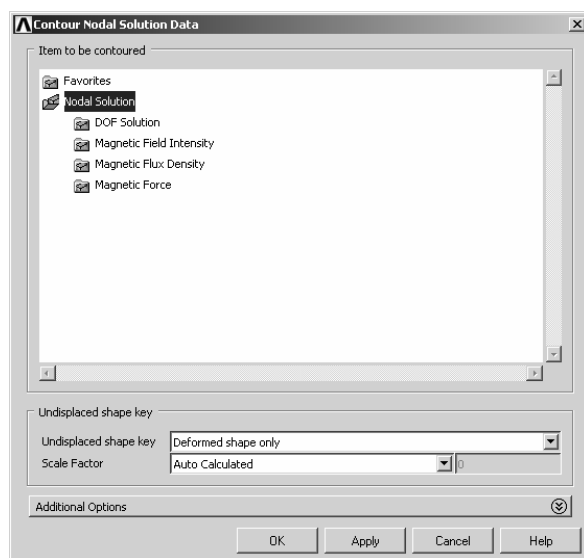 Contour Nodal Solution Data
Item to be contoured
Favorites
Nodal Solution
DOF Solution
Magnetic Field Intensity
Magnetic Flux Density
Magnetic Force
Undisplaced shape key
Undisplaced shape key Deformed shape only
Scale Factor Auto Calculated 0
Additional Options
OK Apply Cancel Help